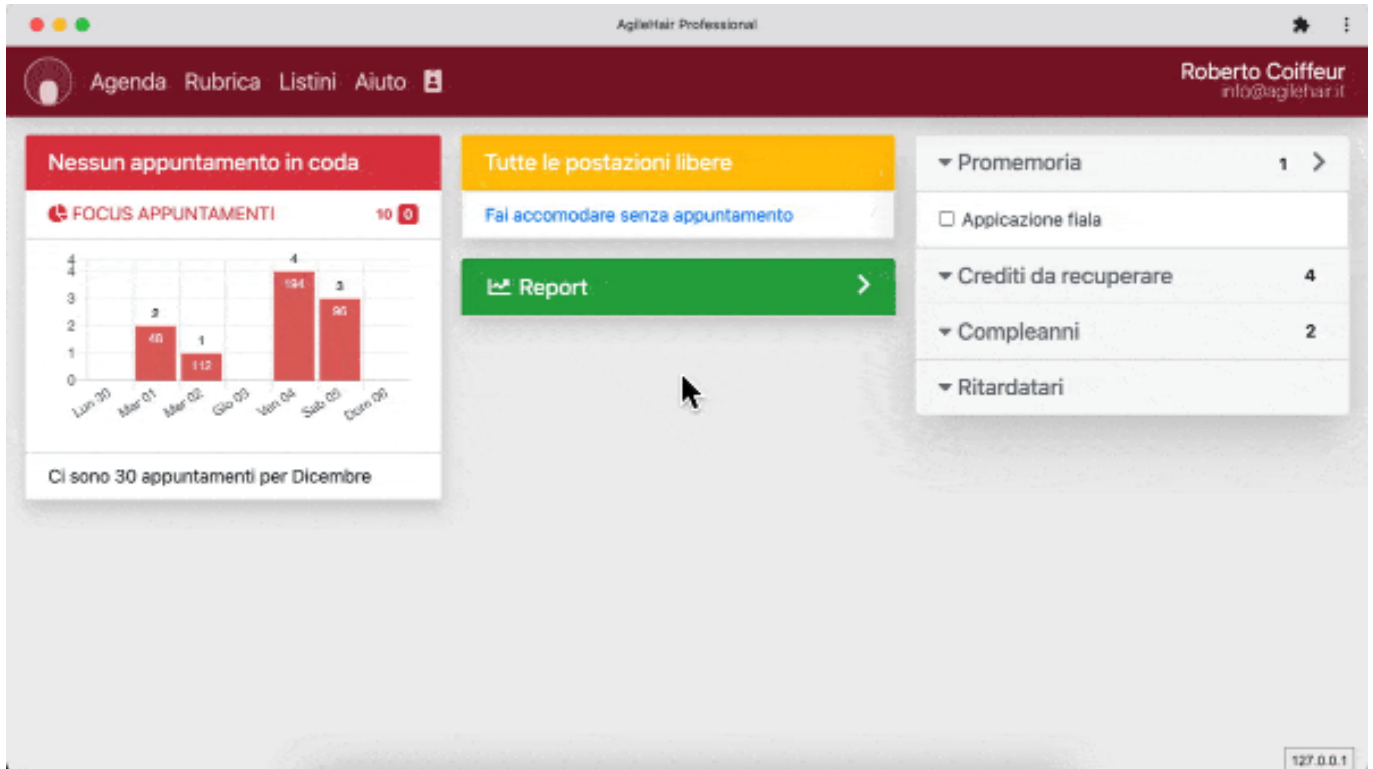 AgileHair Professional
Agenda Rubrica Listini Aiuto
Roberto Coiffeur
info@agilehair.it
Nessun appuntamento in coda
FOCUS APPUNTAMENTI 10 0
4
4
3
2
1
0
2
48
1
112
4
194
3
96
Lun 30
Mar 01
Mer 02
Gio 03
Ven 04
Sab 05
Dom 06
Ci sono 30 appuntamenti per Dicembre
Tutte le postazioni libere
Fai accomodare senza appuntamento
Report
Promemoria 1
Appicazione fiala
Crediti da recuperare 4
Compleanni 2
Ritardatari
127.0.0.1